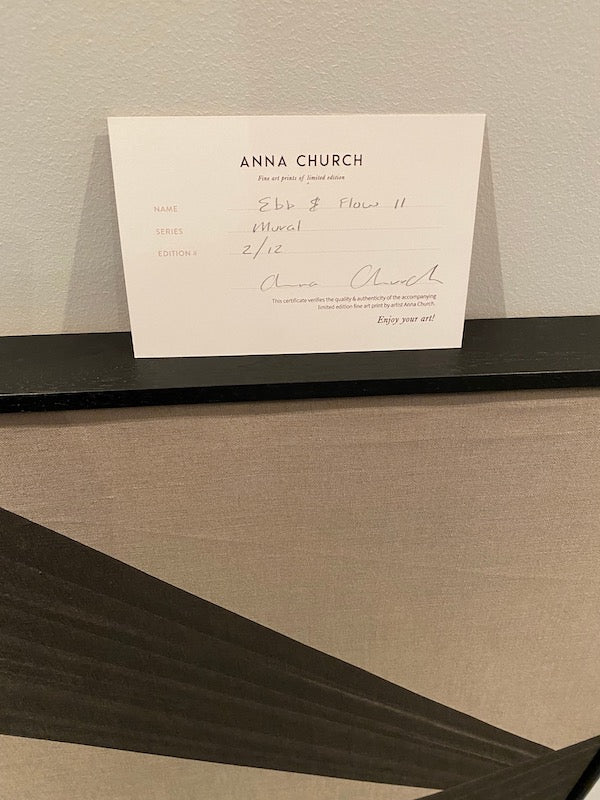 ANNA CHURCH
Fine art prints of limited edition
NAME Ebb & Flow II
SERIES Mural
EDITION # 2/12
Anna Church
This certificate verifies the quality & authenticity of the accompanying
limited edition fine art print by artist Anna Church.
Enjoy your art!